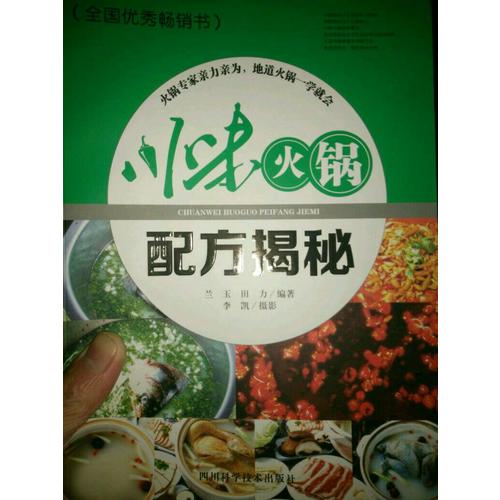 （全国优秀畅销书）
火锅专家亲力亲为，地道火锅一学就会
川味火锅
CHUANWEI HUOGUO PEIFANG JIEMI
配方揭秘
兰 玉 田 力/编著
李 凯/摄影
四川科学技术出版社